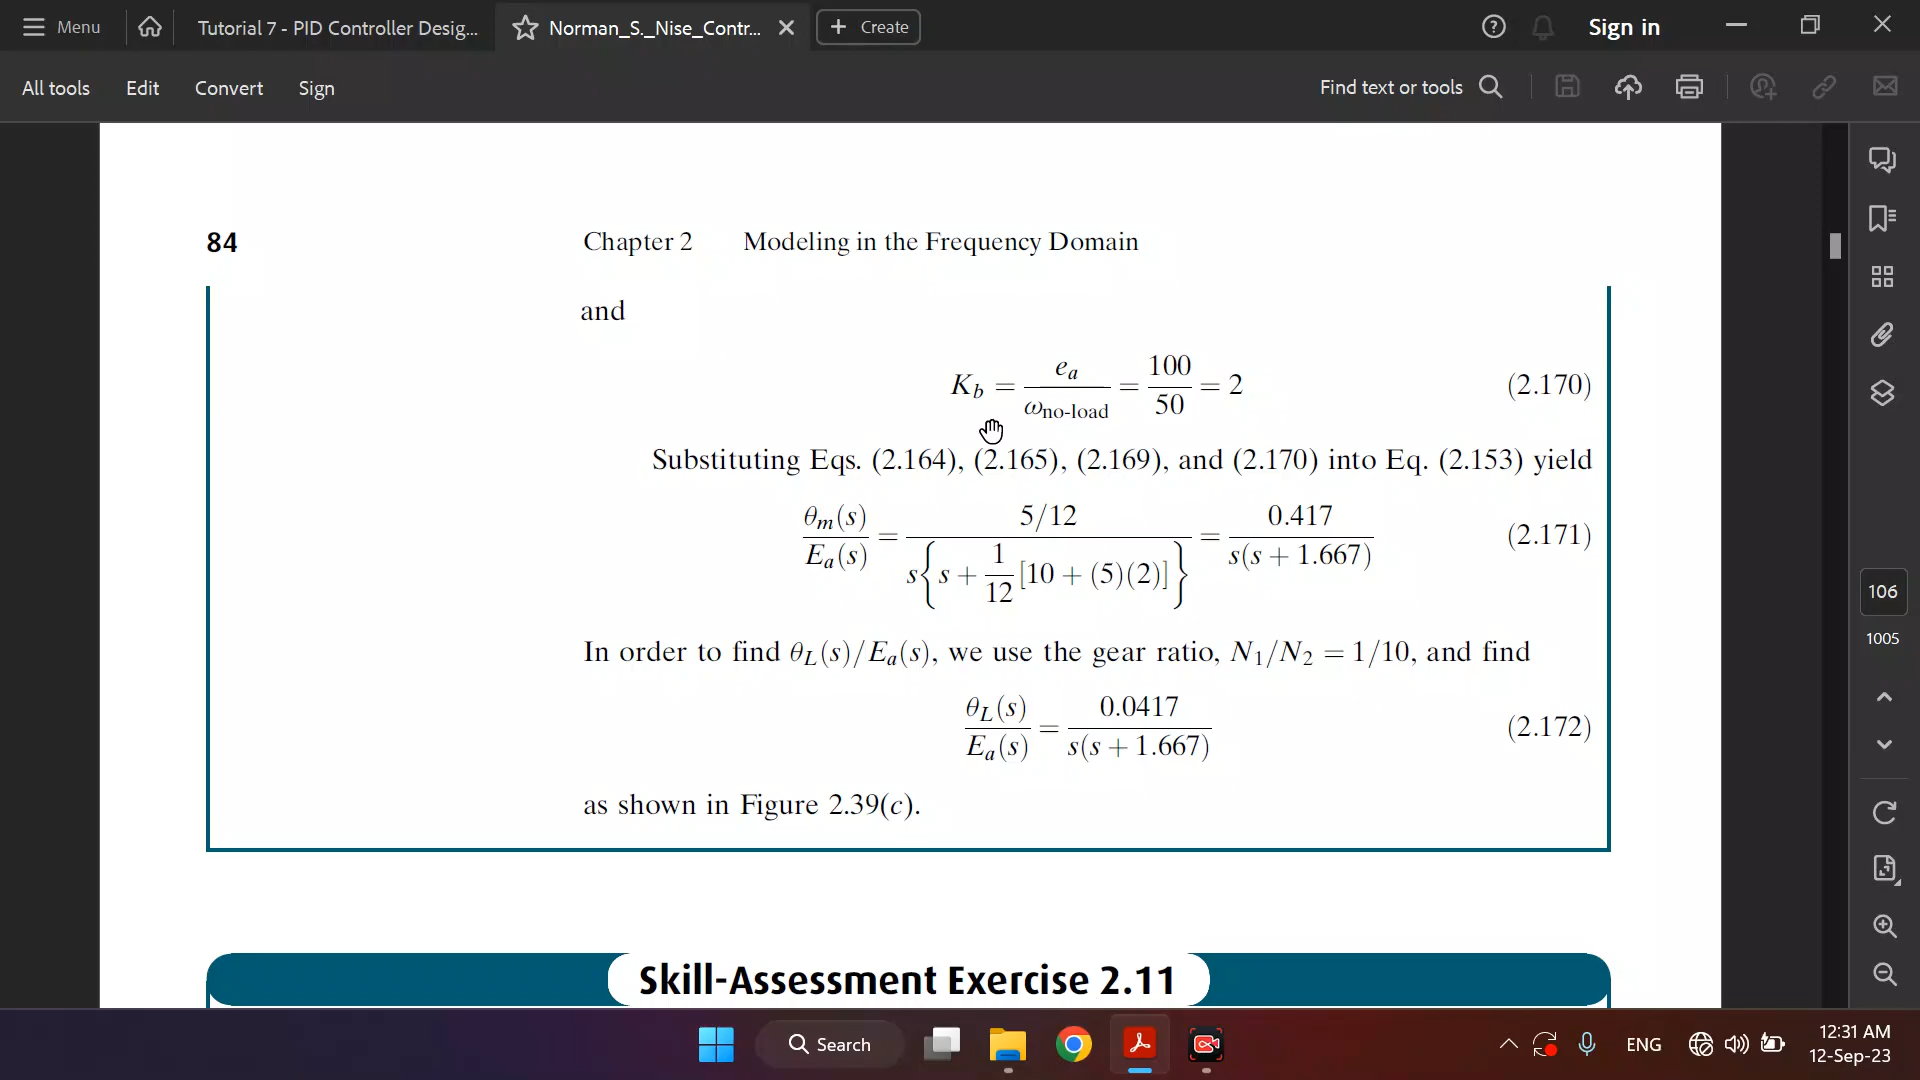 Menu
Tutorial 7 - PID Controller Desig...
Norman_S._Nise_Contr...
Create
Sign in
All tools
Edit
Convert
Sign
Find text or tools
84
Chapter 2 Modeling in the Frequency Domain
and
K_b = e_a / ω_no-load = 100 / 50 = 2 (2.170)
Substituting Eqs. (2.164), (2.165), (2.169), and (2.170) into Eq. (2.153) yield
θ_m(s) / E_a(s) = 5/12 / s{s + 1/12 [10 + (5)(2)]} = 0.417 / s(s + 1.667) (2.171)
In order to find θ_L(s)/E_a(s), we use the gear ratio, N_1/N_2 = 1/10, and find
θ_L(s) / E_a(s) = 0.0417 / s(s + 1.667) (2.172)
as shown in Figure 2.39(c).
Skill-Assessment Exercise 2.11
106
1005
Search
ENG
12:31 AM
12-Sep-23